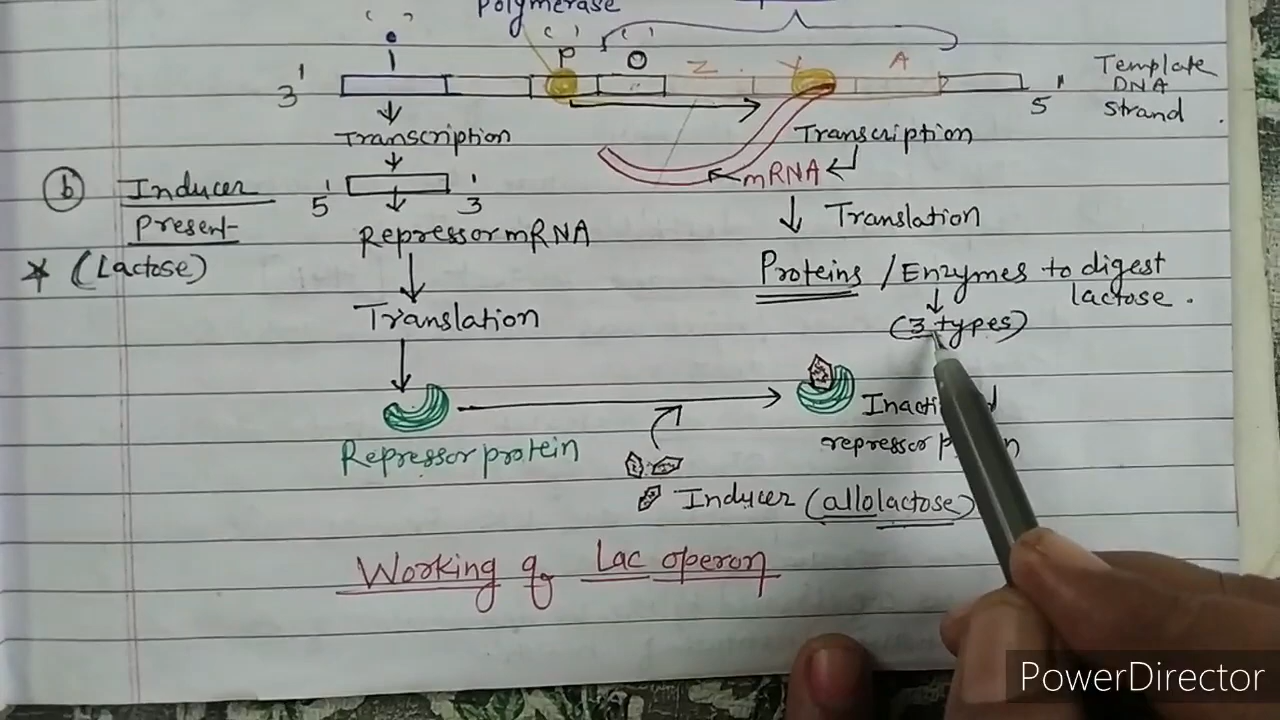 Polymerase
i P O Z Y A
3' 5' Template DNA strand.
Transcription
Transcription
mRNA
(b) Inducer present
5' 3'
* (Lactose)
Repressor mRNA
Translation
Proteins / Enzymes to digest lactose.
(3 types)
Translation
Repressor protein
repressor
Inducer (allolactose)
Working of Lac operon
PowerDirector